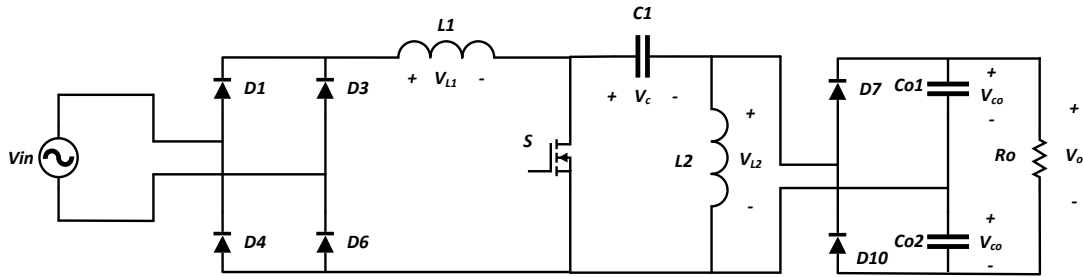 L1
C1
D1
D3
+ V_L1 -
+ V_c -
D7
Co1
+
V_co
-
Vin
S
L2
+
V_L2
-
Ro
+
V_o
-
D4
D6
D10
Co2
+
V_co
-